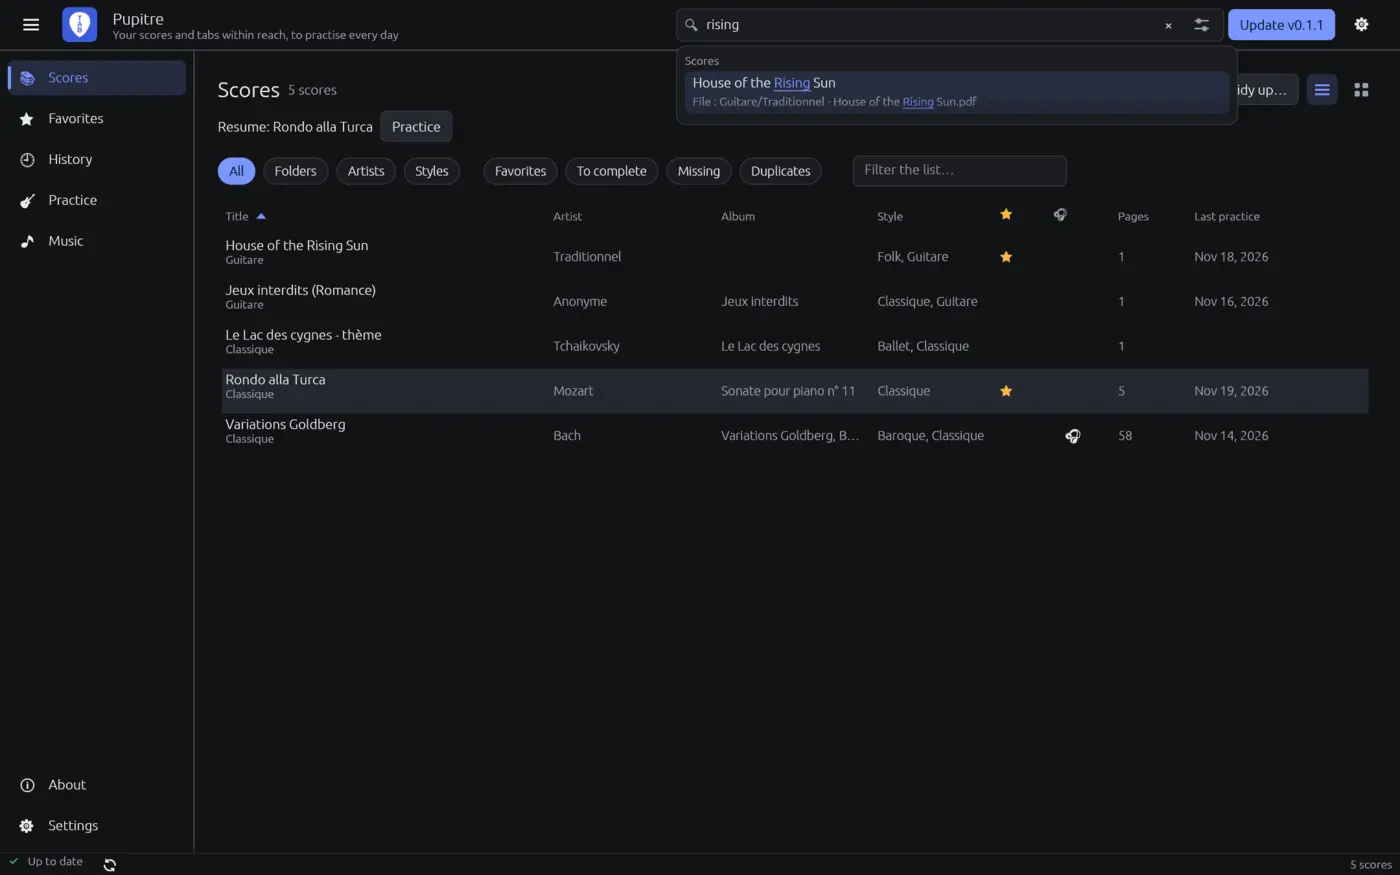 TAB
Pupitre
Your scores and tabs within reach, to practise every day
rising
×
Update v0.1.1
Scores
House of the Rising Sun
File : Guitare/Traditionnel - House of the Rising Sun.pdf
Scores
Favorites
History
Practice
Music
About
Settings
Scores 5 scores
idy up…
Resume: Rondo alla Turca Practice
All Folders Artists Styles Favorites To complete Missing Duplicates Filter the list…
Title Artist Album Style Pages Last practice
House of the Rising Sun
Guitare
Traditionnel Folk, Guitare 1 Nov 18, 2026
Jeux interdits (Romance)
Guitare
Anonyme Jeux interdits Classique, Guitare 1 Nov 16, 2026
Le Lac des cygnes - thème
Classique
Tchaikovsky Le Lac des cygnes Ballet, Classique 1
Rondo alla Turca
Classique
Mozart Sonate pour piano n° 11 Classique 5 Nov 19, 2026
Variations Goldberg
Classique
Bach Variations Goldberg, B… Baroque, Classique 58 Nov 14, 2026
Up to date
5 scores